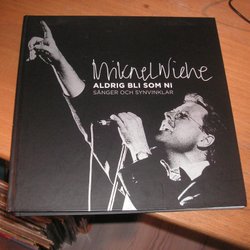 Mikael Wiehe
ALDRIG BLI SOM NI
SÅNGER OCH SYNVINKLAR